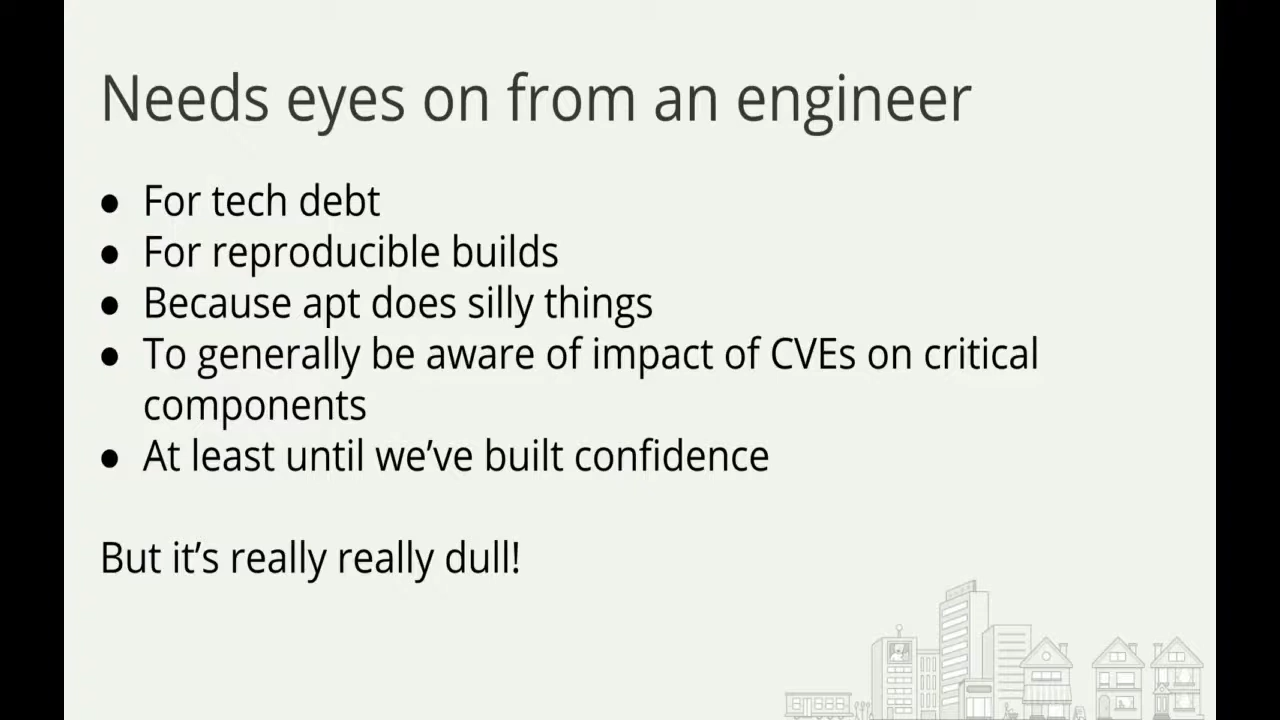 Needs eyes on from an engineer
● For tech debt
● For reproducible builds
● Because apt does silly things
● To generally be aware of impact of CVEs on critical
components
● At least until we’ve built confidence
But it’s really really dull!